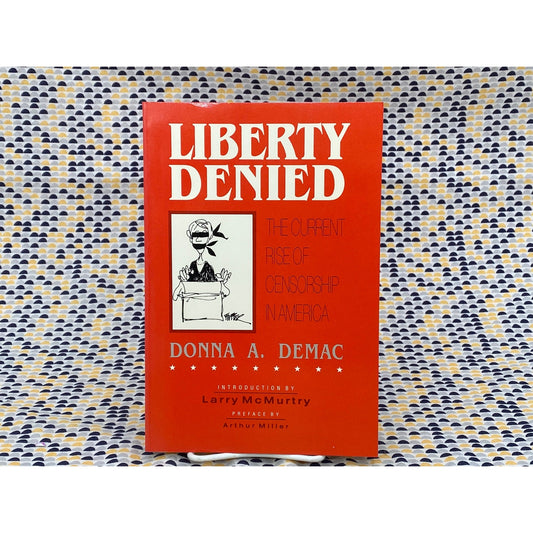 LIBERTY
DENIED
THE CURRENT
RISE OF
CENSORSHIP
IN AMERICA
DONNA A. DEMAC
INTRODUCTION BY
Larry McMurtry
PREFACE BY
Arthur Miller